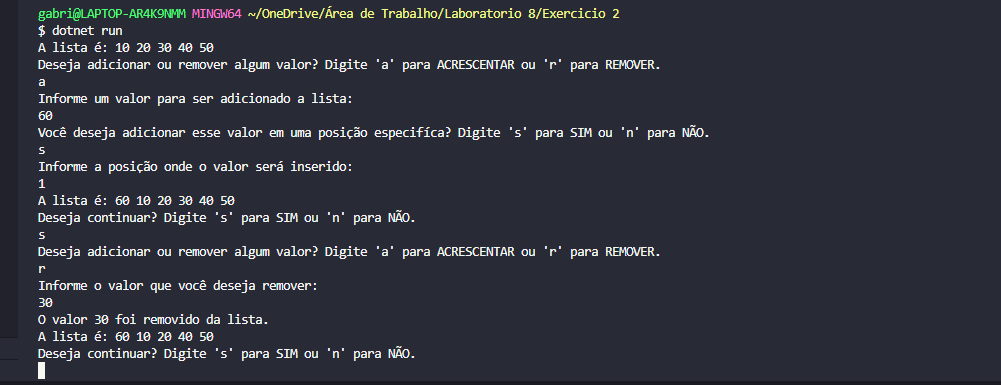 gabri@LAPTOP-AR4K9NMM MINGW64 ~/OneDrive/Área de Trabalho/Laboratorio 8/Exercicio 2
$ dotnet run
A lista é: 10 20 30 40 50
Deseja adicionar ou remover algum valor? Digite 'a' para ACRESCENTAR ou 'r' para REMOVER.
a
Informe um valor para ser adicionado a lista:
60
Você deseja adicionar esse valor em uma posição especifíca? Digite 's' para SIM ou 'n' para NÃO.
s
Informe a posição onde o valor será inserido:
1
A lista é: 60 10 20 30 40 50
Deseja continuar? Digite 's' para SIM ou 'n' para NÃO.
s
Deseja adicionar ou remover algum valor? Digite 'a' para ACRESCENTAR ou 'r' para REMOVER.
r
Informe o valor que você deseja remover:
30
O valor 30 foi removido da lista.
A lista é: 60 10 20 40 50
Deseja continuar? Digite 's' para SIM ou 'n' para NÃO.